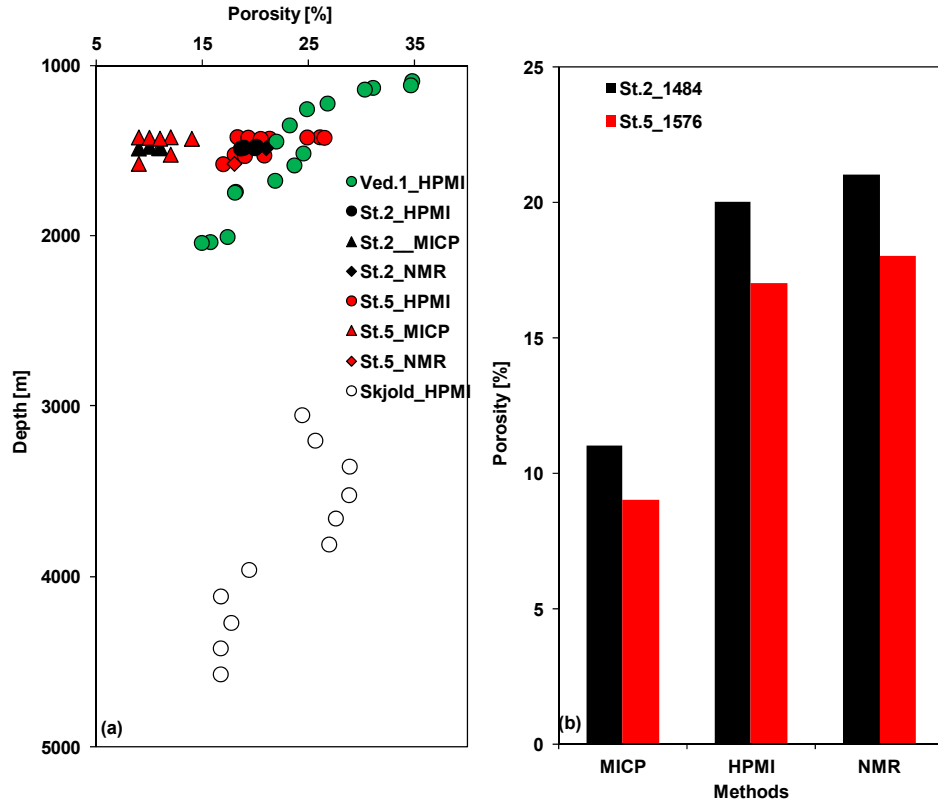 Porosity [%]
5 15 25 35
1000
2000
3000
4000
5000
Depth [m]
Ved.1_HPMI
St.2_HPMI
St.2__MICP
St.2_NMR
St.5_HPMI
St.5_MICP
St.5_NMR
Skjold_HPMI
(a)
25
20
15
10
5
0
Porosity [%]
St.2_1484
St.5_1576
(b)
MICP HPMI NMR
Methods